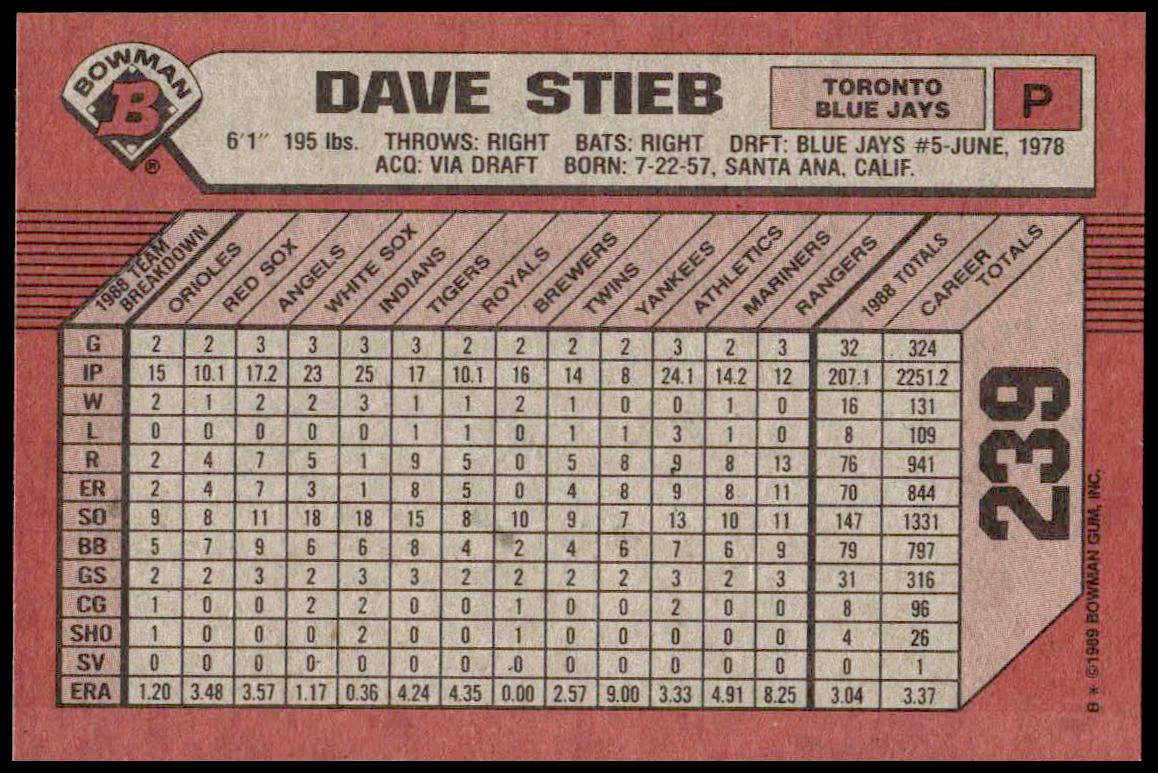 BOWMAN
B
®
DAVE STIEB
TORONTO
BLUE JAYS
P
6'1" 195 lbs. THROWS: RIGHT BATS: RIGHT DRFT: BLUE JAYS #5-JUNE, 1978
ACQ: VIA DRAFT BORN: 7-22-57, SANTA ANA, CALIF.
1988 TEAM BREAKDOWN ORIOLES RED SOX ANGELS WHITE SOX INDIANS TIGERS ROYALS BREWERS TWINS YANKEES ATHLETICS MARINERS RANGERS 1988 TOTALS CAREER TOTALS
G 2 2 3 3 3 3 2 2 2 2 3 2 3 32 324
IP 15 10.1 17.2 23 25 17 10.1 16 14 8 24.1 14.2 12 207.1 2251.2
W 2 1 2 2 3 1 1 2 1 0 0 1 0 16 131
L 0 0 0 0 0 1 1 0 1 1 3 1 0 8 109
R 2 4 7 5 1 9 5 0 5 8 9 8 13 76 941
ER 2 4 7 3 1 8 5 0 4 8 9 8 11 70 844
SO 9 8 11 18 18 15 8 10 9 7 13 10 11 147 1331
BB 5 7 9 6 6 8 4 2 4 6 7 6 9 79 797
GS 2 2 3 2 3 3 2 2 2 2 3 2 3 31 316
CG 1 0 0 2 2 0 0 1 0 0 2 0 0 8 96
SHO 1 0 0 0 2 0 0 1 0 0 0 0 0 4 26
SV 0 0 0 0 0 0 0 0 0 0 0 0 0 0 1
ERA 1.20 3.48 3.57 1.17 0.36 4.24 4.35 0.00 2.57 9.00 3.33 4.91 8.25 3.04 3.37
239
B * ©1989 BOWMAN GUM, INC.